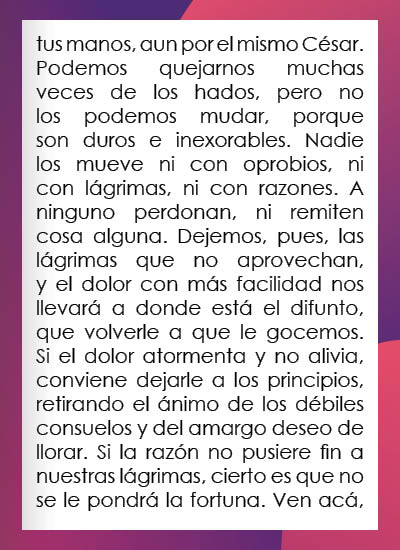 tus manos, aun por el mismo César.
Podemos quejarnos muchas
veces de los hados, pero no
los podemos mudar, porque
son duros e inexorables. Nadie
los mueve ni con oprobios, ni
con lágrimas, ni con razones. A
ninguno perdonan, ni remiten
cosa alguna. Dejemos, pues, las
lágrimas que no aprovechan,
y el dolor con más facilidad nos
llevará a donde está el difunto,
que volverle a que le gocemos.
Si el dolor atormenta y no alivia,
conviene dejarle a los principios,
retirando el ánimo de los débiles
consuelos y del amargo deseo de
llorar. Si la razón no pusiere fin a
nuestras lágrimas, cierto es que no
se le pondrá la fortuna. Ven acá,